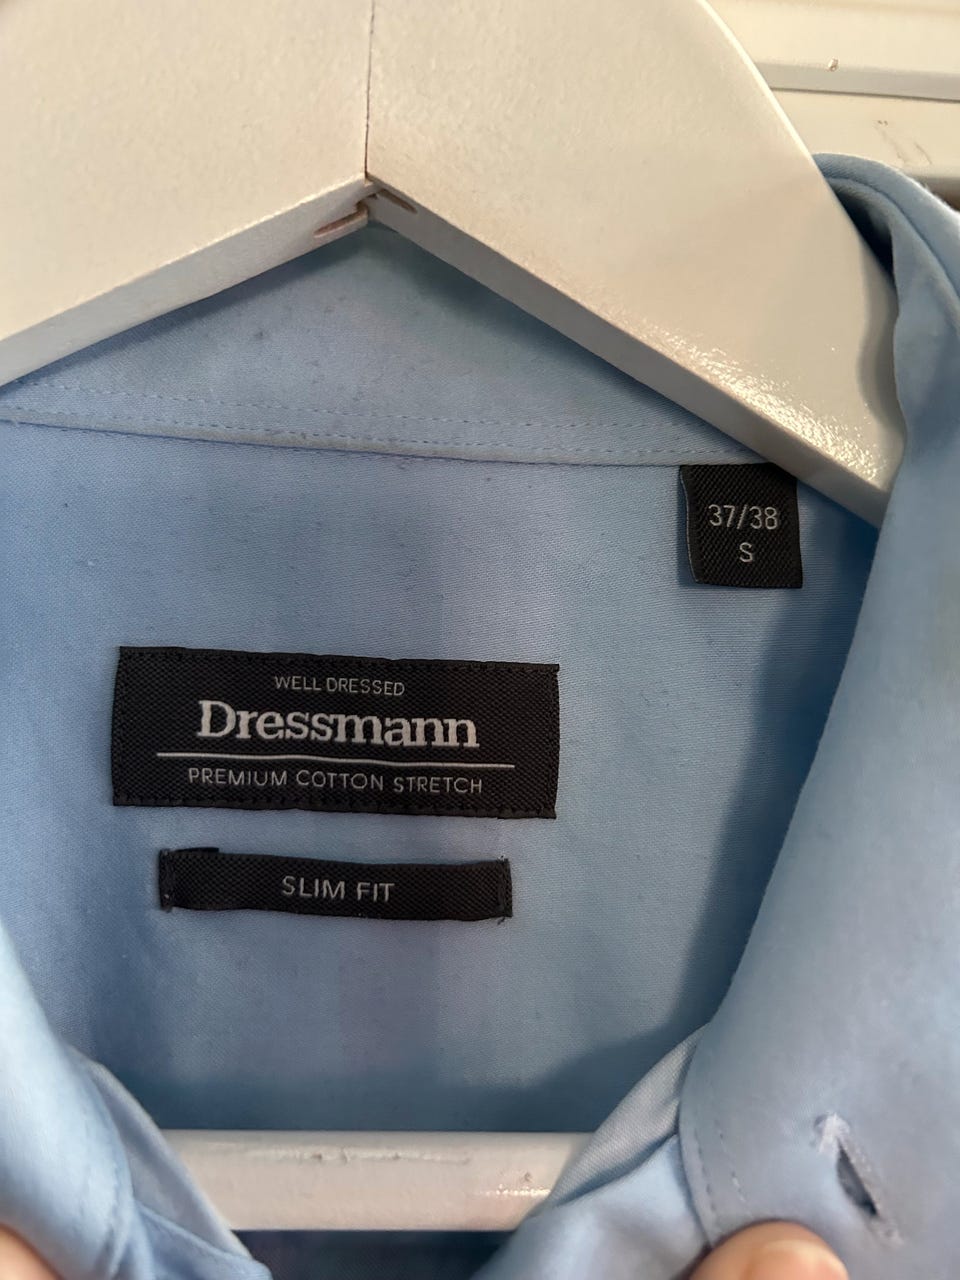 37/38
S
WELL DRESSED
Dressmann
PREMIUM COTTON STRETCH
SLIM FIT